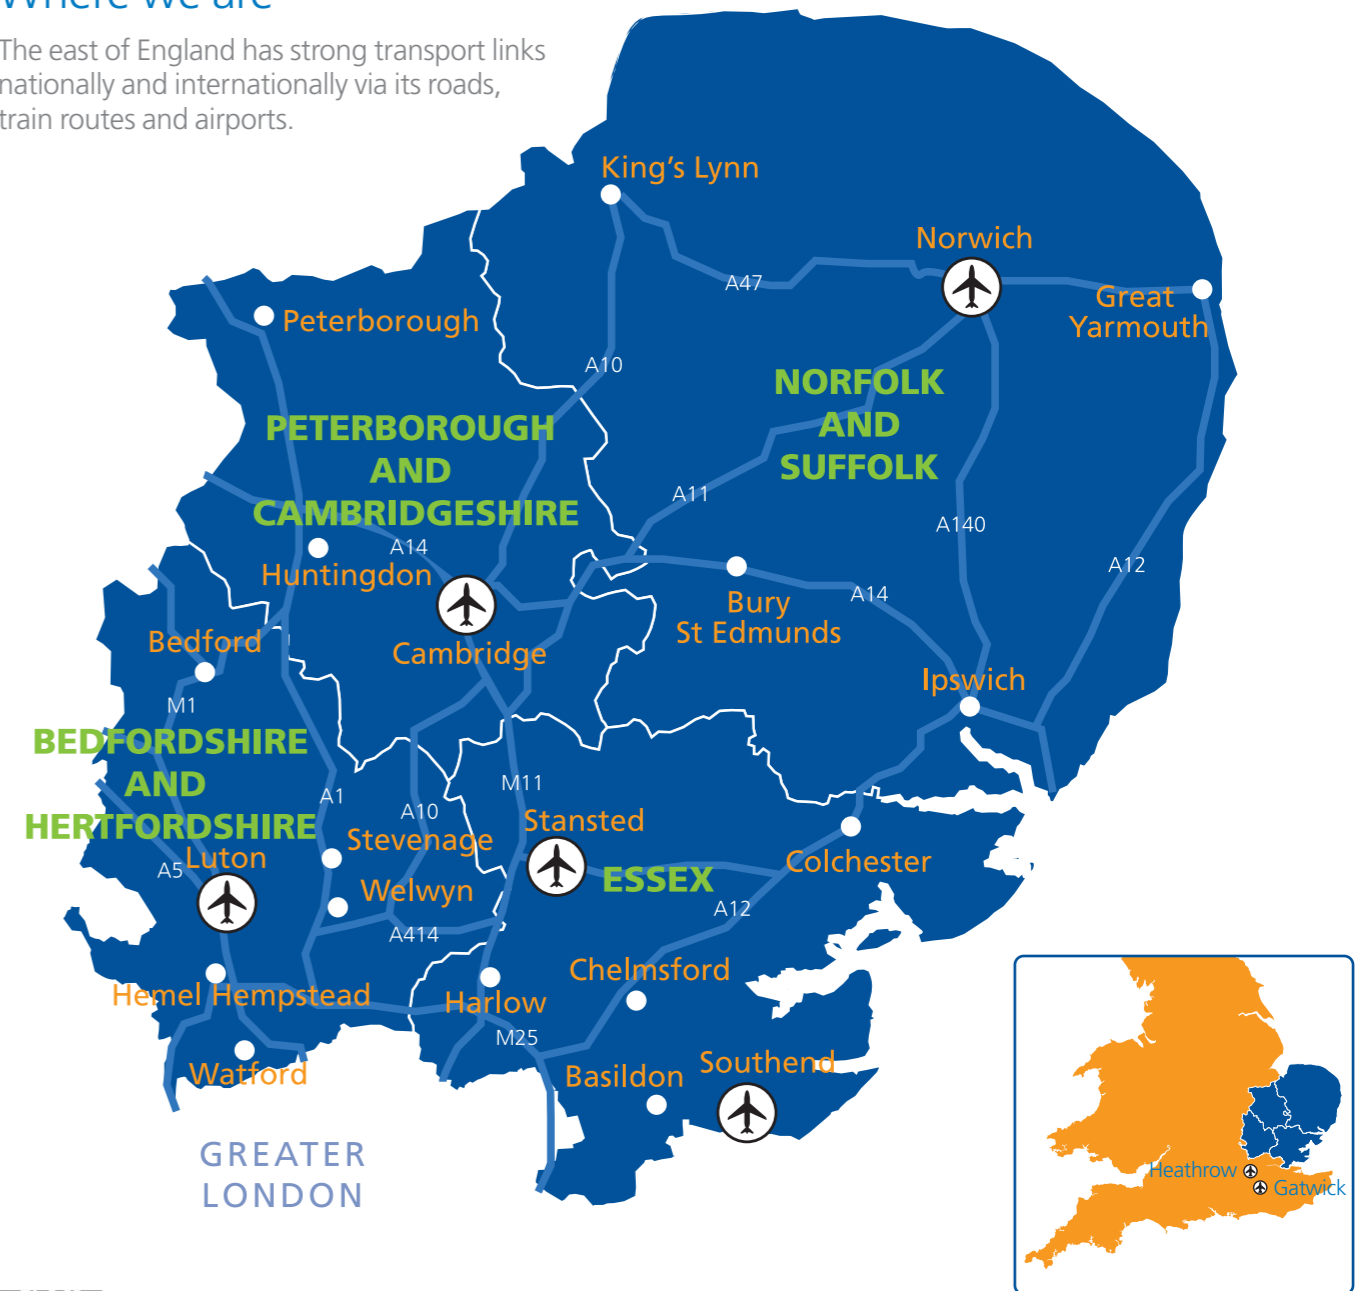 Where we are
The east of England has strong transport links
nationally and internationally via its roads,
train routes and airports.
King's Lynn
Norwich
A47
Great
Yarmouth
Peterborough
A10
NORFOLK
AND
SUFFOLK
PETERBOROUGH
AND
CAMBRIDGESHIRE
A11
A140
A14
Huntingdon
A12
Bury
St Edmunds
A14
Bedford
Cambridge
Ipswich
M1
BEDFORDSHIRE
AND
HERTFORDSHIRE
A1
A10
M11
Stansted
Stevenage
Luton
A5
Colchester
ESSEX
Welwyn
A12
A414
Chelmsford
Hemel Hempstead
Harlow
M25
Southend
Basildon
Watford
GREATER
LONDON
Heathrow
Gatwick